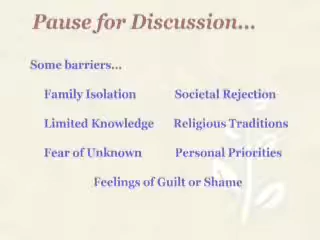 Pause for Discussion...
Some barriers...
Family Isolation Societal Rejection
Limited Knowledge Religious Traditions
Fear of Unknown Personal Priorities
Feelings of Guilt or Shame